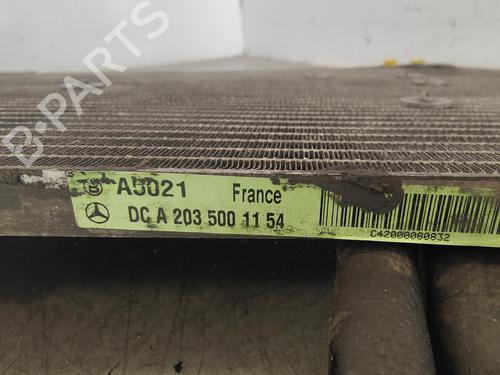 B-PARTS
A5021 France
DC A 203 500 11 54
C42000080832